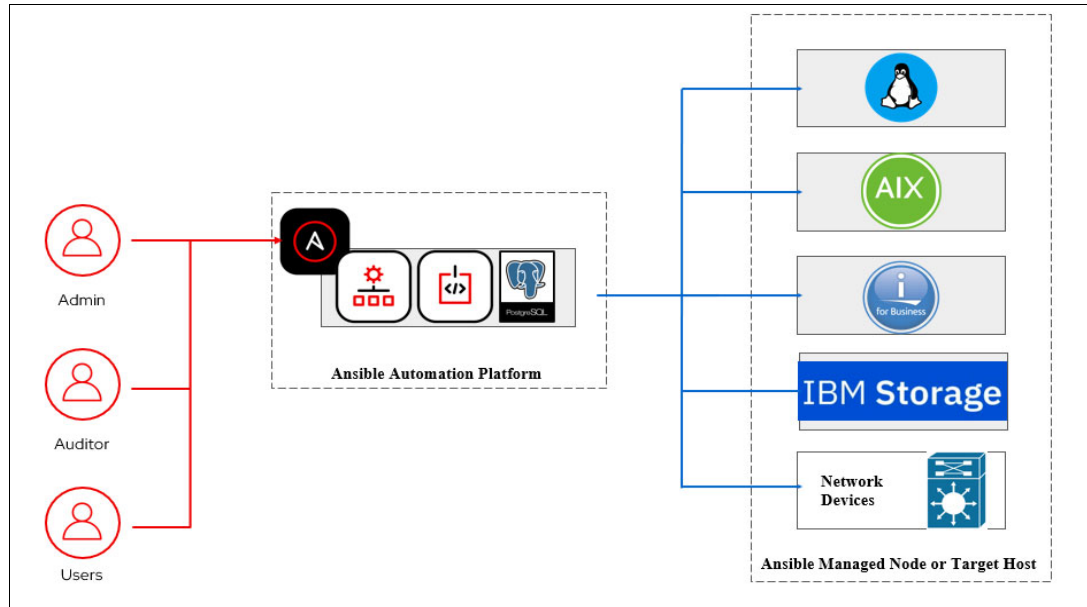 Admin
Auditor
Users
A
</>
PostgreSQL
Ansible Automation Platform
AIX
i
for Business
IBM Storage
Network
Devices
Ansible Managed Node or Target Host